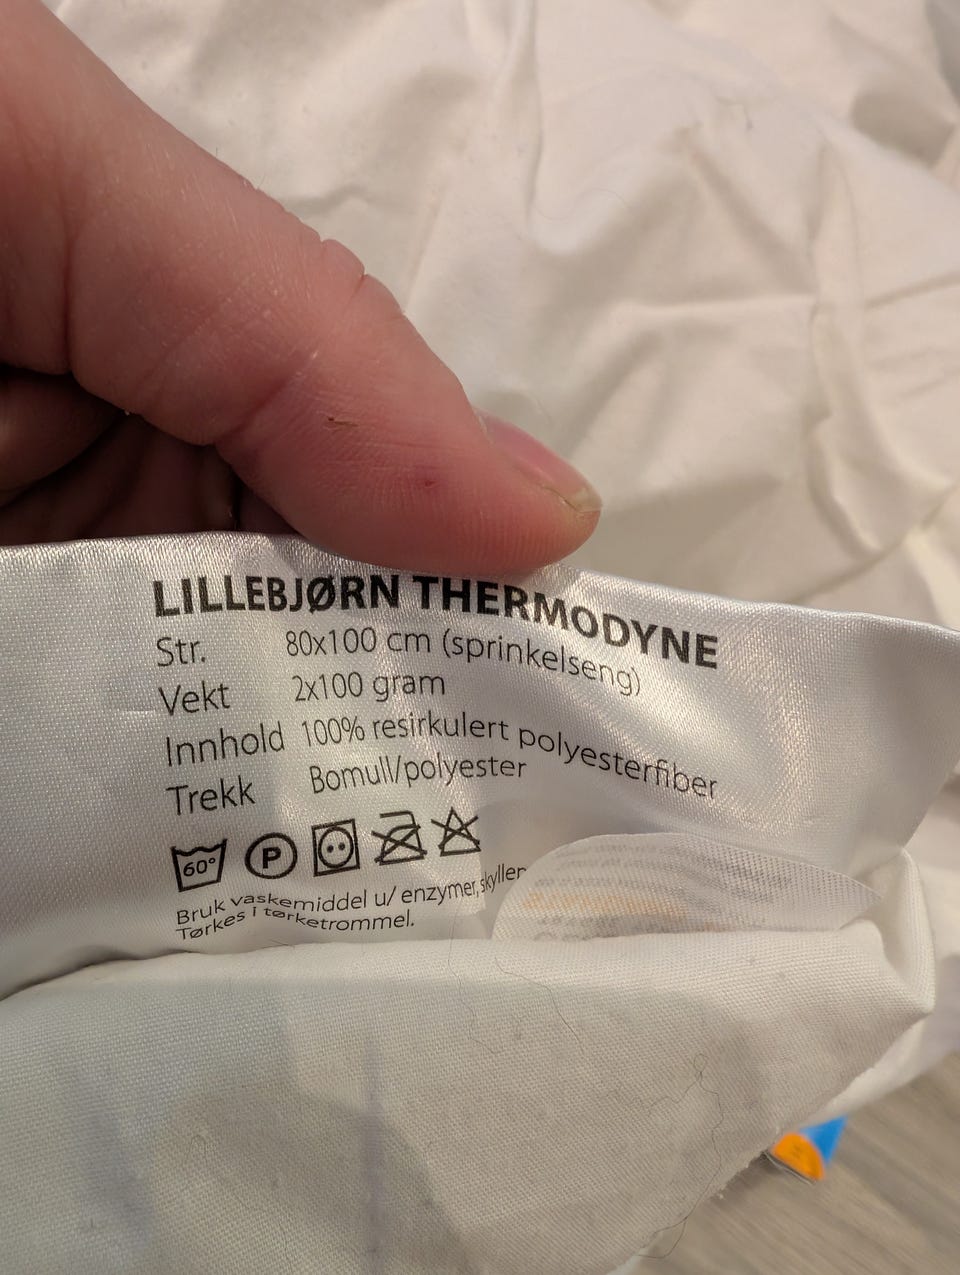 LILLEBJØRN THERMODYNE
Str. 80x100 cm (sprinkelseng)
Vekt 2x100 gram
Innhold 100% resirkulert polyesterfiber
Trekk Bomull/polyester
60° P
Bruk vaskemiddel u/ enzymer, skyllen
Tørkes i tørketrommel.